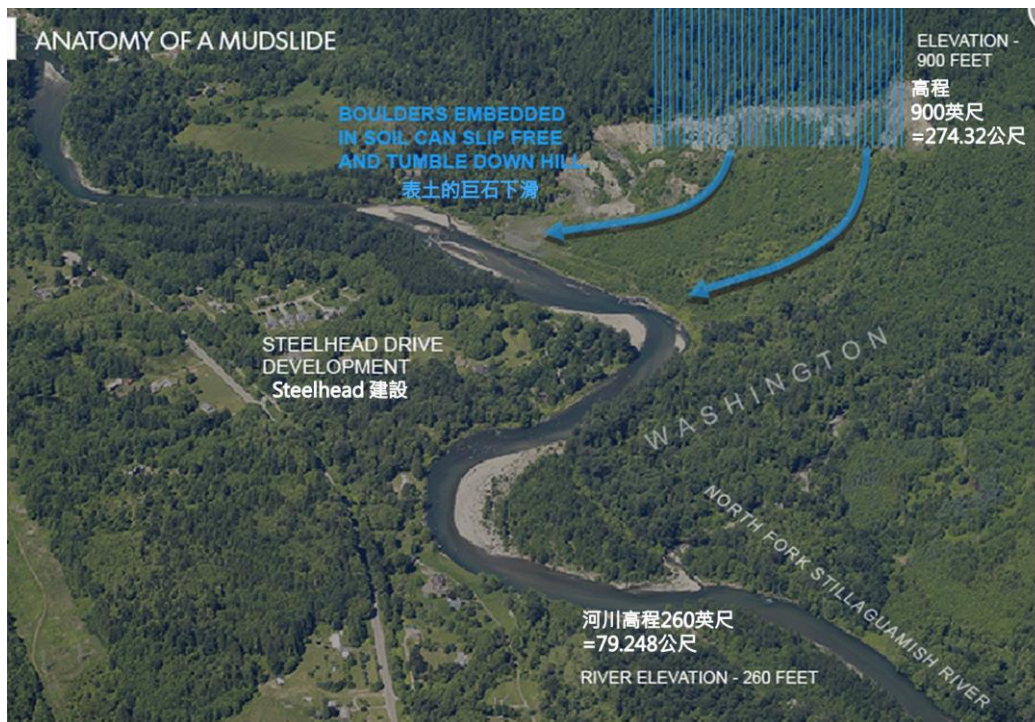 ANATOMY OF A MUDSLIDE
ELEVATION -
900 FEET
高程
900英尺
=274.32公尺
BOULDERS EMBEDDED
IN SOIL CAN SLIP FREE
AND TUMBLE DOWN HILL.
表土的巨石下滑
STEELHEAD DRIVE
DEVELOPMENT
Steelhead 建設
WASHINGTON
NORTH FORK STILLAGUAMISH RIVER
河川高程260英尺
=79.248公尺
RIVER ELEVATION - 260 FEET